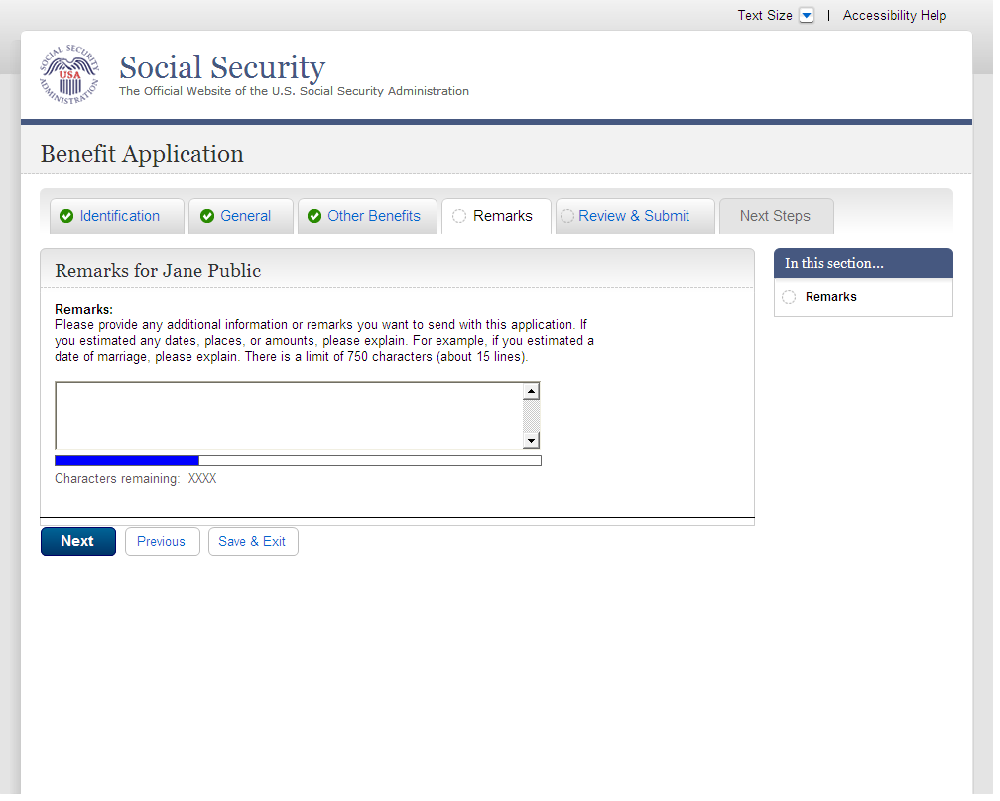 Text Size | Accessibility Help
SOCIAL SECURITY ADMINISTRATION
USA
Social Security
The Official Website of the U.S. Social Security Administration
Benefit Application
Identification General Other Benefits Remarks Review & Submit Next Steps
Remarks for Jane Public
In this section...
Remarks
Remarks:
Please provide any additional information or remarks you want to send with this application. If
you estimated any dates, places, or amounts, please explain. For example, if you estimated a
date of marriage, please explain. There is a limit of 750 characters (about 15 lines).
Characters remaining: XXXX
Next Previous Save & Exit